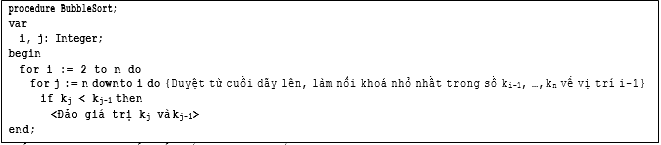 procedure BubbleSort;
var
i, j: Integer;
begin
for i := 2 to n do
for j := n downto i do {Duyệt từ cuối dãy lên, làm nổi khoá nhỏ nhất trong số ki-1, …,kn về vị trí i-1}
if kj < kj-1 then
<Đảo giá trị kj và kj-1>
end;